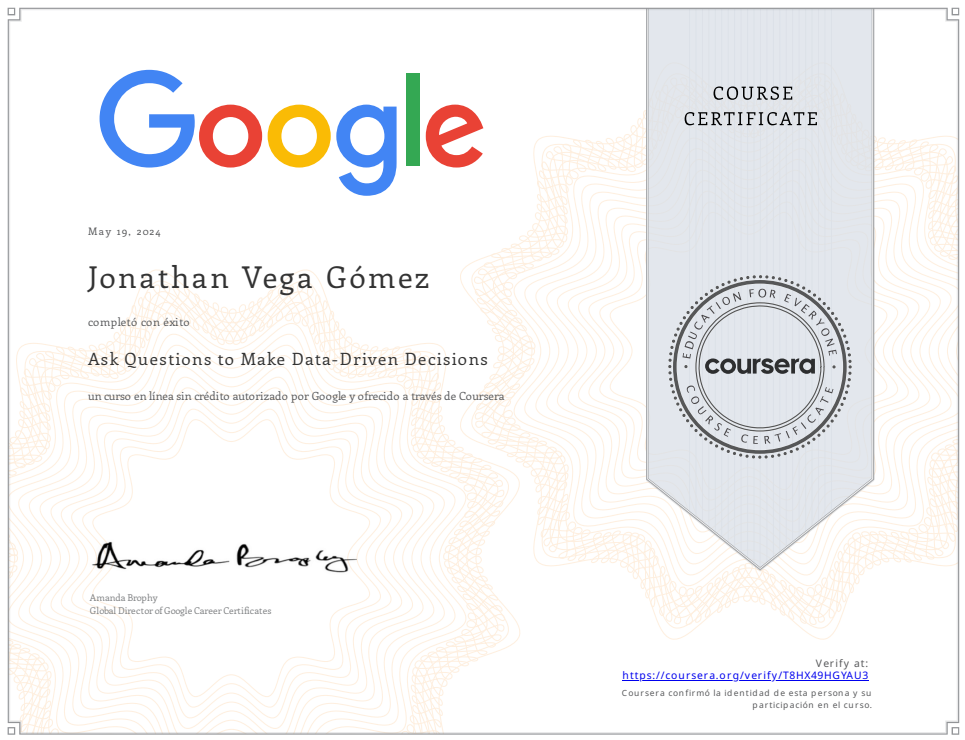 Google
COURSE
CERTIFICATE
May 19, 2024
Jonathan Vega Gómez
completó con éxito
Ask Questions to Make Data-Driven Decisions
un curso en línea sin crédito autorizado por Google y ofrecido a través de Coursera
EDUCATION FOR EVERYONE
coursera
COURSE CERTIFICATE
Amanda Brophy
Amanda Brophy
Global Director of Google Career Certificates
Verify at:
https://coursera.org/verify/T8HX49HGYAU3
Coursera confirmó la identidad de esta persona y su
participación en el curso.